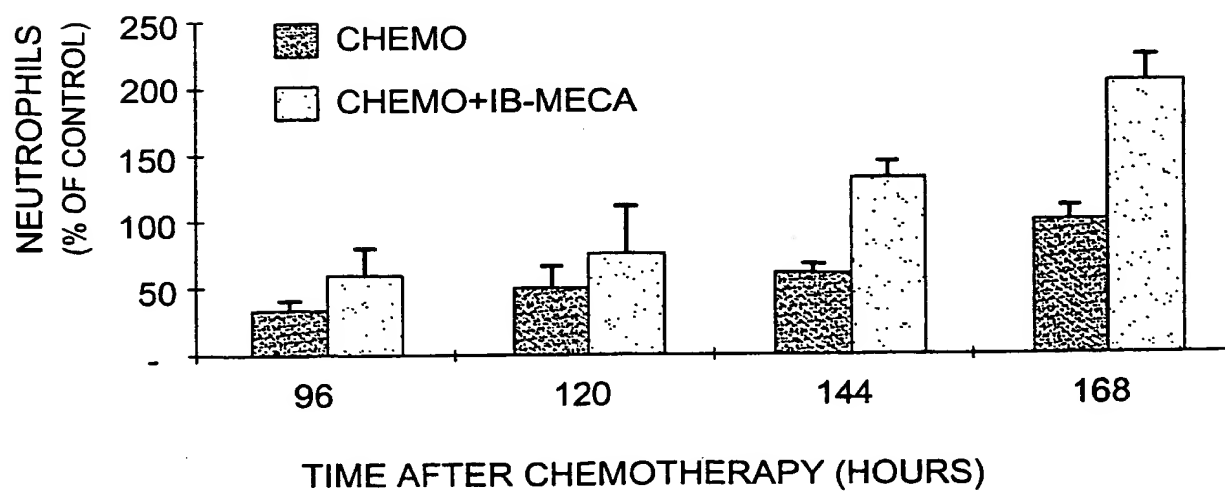 NEUTROPHILS
(% OF CONTROL)
250
200
150
100
50
-
CHEMO
CHEMO+IB-MECA
96 120 144 168
TIME AFTER CHEMOTHERAPY (HOURS)